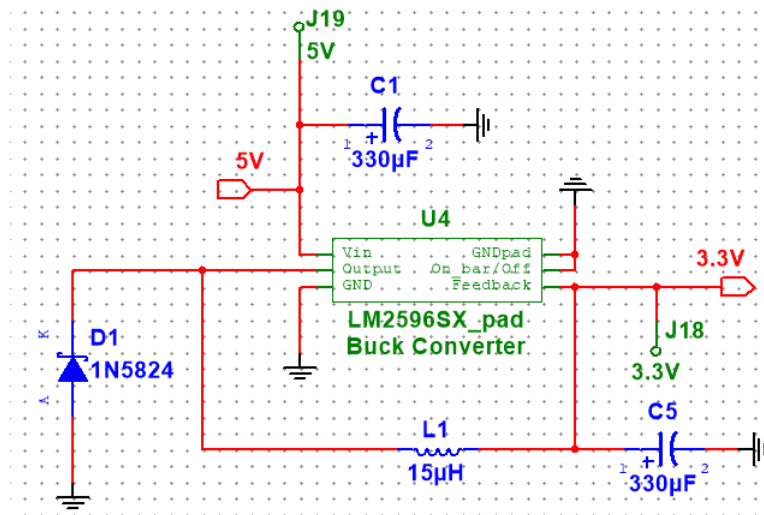 J19
5V
C1
1 + 2
330µF
5V
U4
Vin GNDpad
Output On_bar/Off
GND Feedback
LM2596SX_pad
Buck Converter
3.3V
J18
3.3V
K
D1
1N5824
A
L1
15µH
C5
1 + 2
330µF